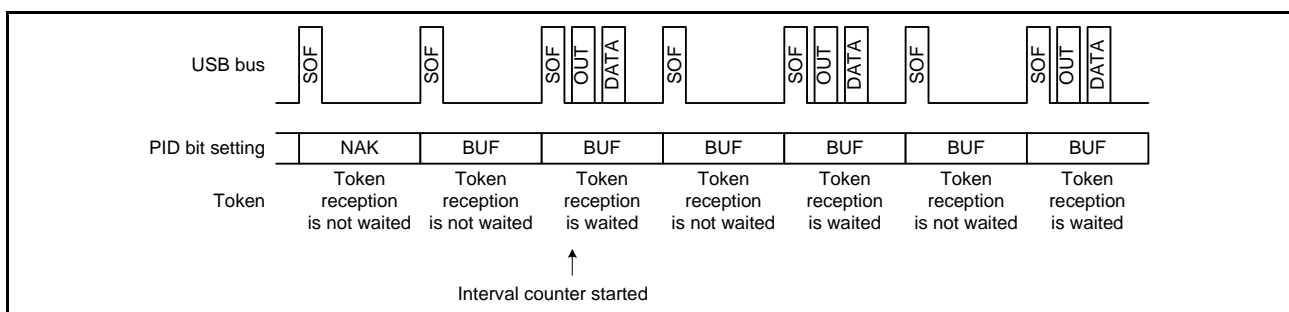 USB bus
SOF SOF SOF OUT DATA SOF SOF OUT DATA SOF SOF OUT DATA
PID bit setting NAK BUF BUF BUF BUF BUF BUF
Token Token Token Token Token Token Token
Token reception reception reception reception reception reception reception
is not waited is not waited is waited is not waited is waited is not waited is waited
Interval counter started